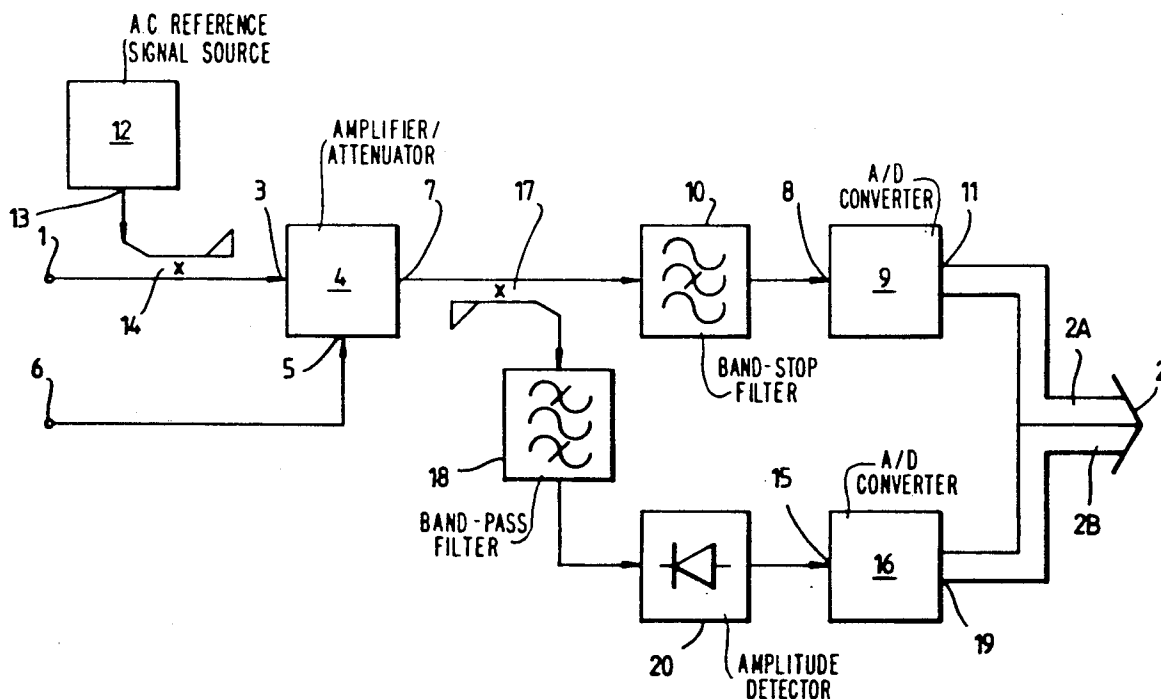 A.C REFERENCE
SIGNAL SOURCE
12
13
1
14
3
AMPLIFIER/
ATTENUATOR
4
7
5
6
17
10
BAND-STOP
FILTER
8
A/D
CONVERTER
9
11
2A
2
2B
18
BAND-PASS
FILTER
20
AMPLITUDE
DETECTOR
15
A/D
CONVERTER
16
19